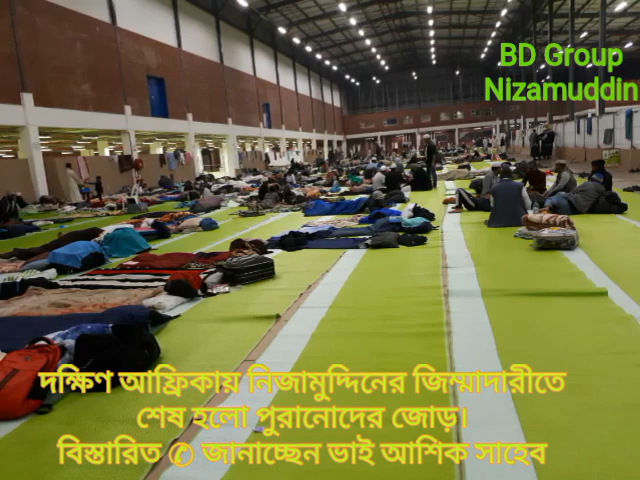 BD Group
Nizamuddin
দক্ষিণ আফ্রিকায় নিজামুদ্দিনের জিম্মাদারীতে
শেষ হলো পুরানোদের জোড়।
বিস্তারিত ✆ জানাচ্ছেন ভাই আশিক সাহেব